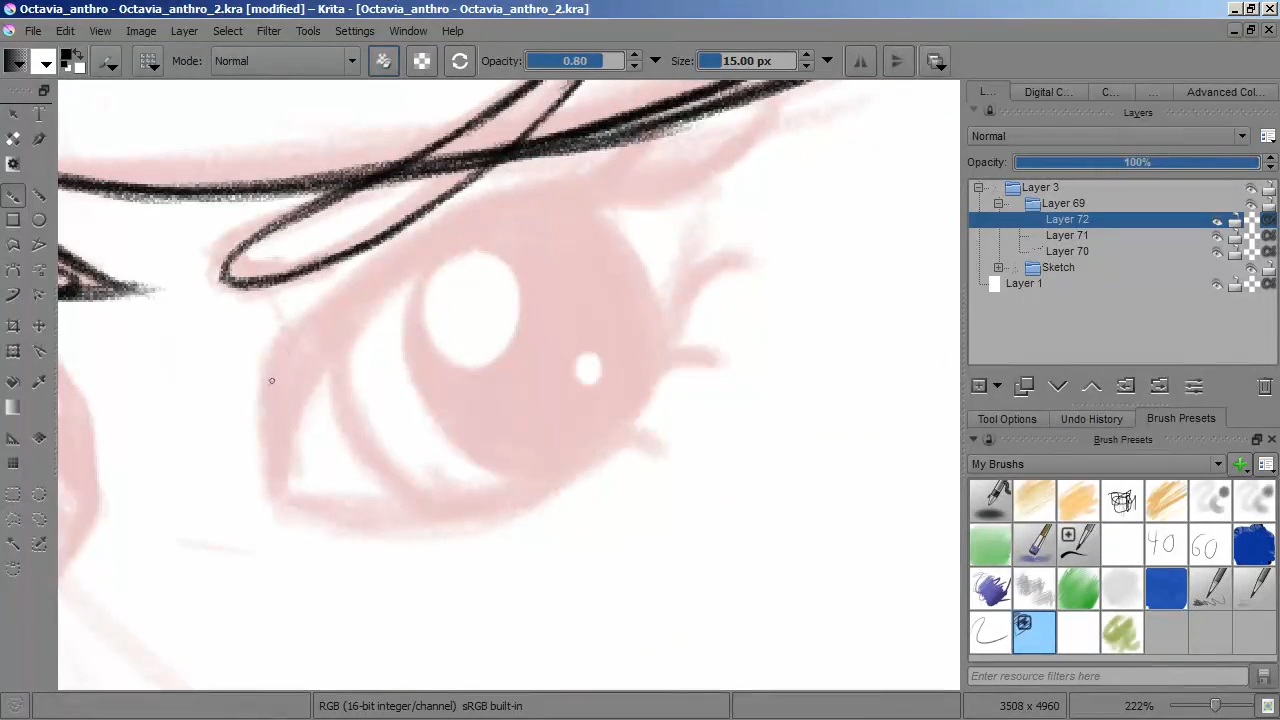 Octavia_anthro - Octavia_anthro_2.kra [modified] – Krita - [Octavia_anthro - Octavia_anthro_2.kra]
File Edit View Image Layer Select Filter Tools Settings Window Help
Mode: Normal Opacity: 0.80 Size: 15.00 px
L... Digital C... C... ... Advanced Col...
Layers
Normal
Opacity: 100%
Layer 3
Layer 69
Layer 72
Layer 71
Layer 70
Sketch
Layer 1
Tool Options Undo History Brush Presets
Brush Presets
My Brushes
40 60
Enter resource filters here
RGB (16-bit integer/channel) sRGB built-in 3508 x 4960 222%